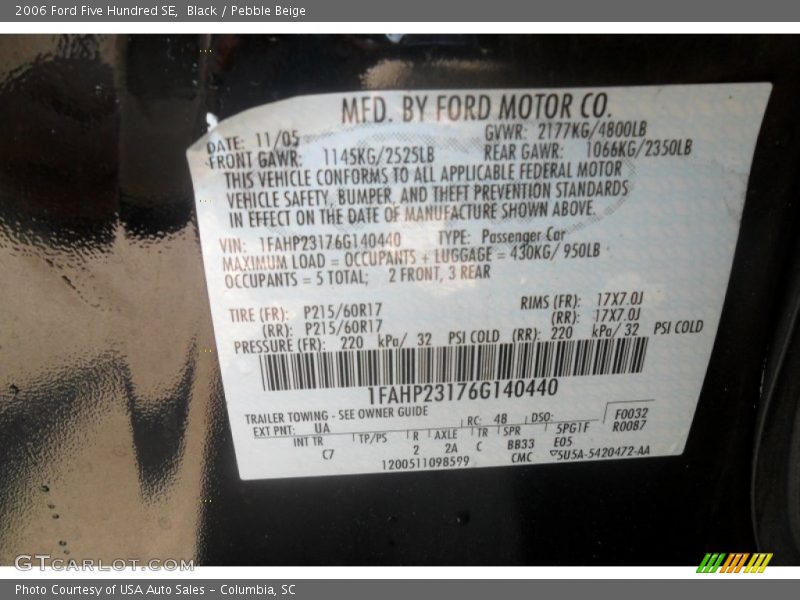 2006 Ford Five Hundred SE, Black / Pebble Beige
MFD. BY FORD MOTOR CO.
DATE: 11/05 GVWR: 2177KG/4800LB
FRONT GAWR: 1145KG/2525LB REAR GAWR: 1066KG/2350LB
THIS VEHICLE CONFORMS TO ALL APPLICABLE FEDERAL MOTOR
VEHICLE SAFETY, BUMPER, AND THEFT PREVENTION STANDARDS
IN EFFECT ON THE DATE OF MANUFACTURE SHOWN ABOVE.
VIN: 1FAHP23176G140440 TYPE: Passenger Car
MAXIMUM LOAD = OCCUPANTS + LUGGAGE = 430KG/ 950LB
OCCUPANTS = 5 TOTAL; 2 FRONT, 3 REAR
TIRE (FR): P215/60R17 RIMS (FR): 17X7.0J
(RR): P215/60R17 (RR): 17X7.0J
PRESSURE (FR): 220 kPa/ 32 PSI COLD (RR): 220 kPa/ 32 PSI COLD
1FAHP23176G140440
TRAILER TOWING - SEE OWNER GUIDE
EXT PNT: UA RC: 48 DSO: F0032
INT TR TP/PS R AXLE TR SPR 5PG1F R0087
C7 2 2A C BB33 E05
1200511098599 CMC ▽5U5A-5420472-AA
GTCARLOT.COM
Photo Courtesy of USA Auto Sales - Columbia, SC